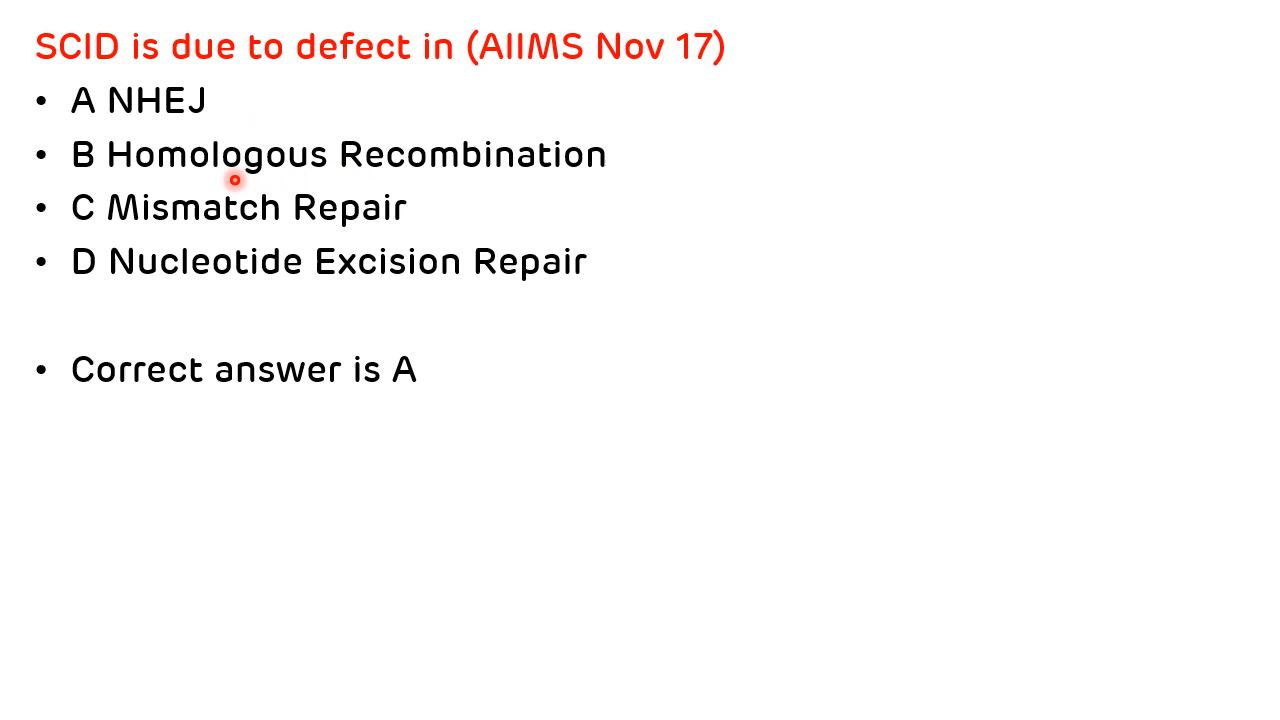 SCID is due to defect in (AIIMS Nov 17)
• A NHEJ
• B Homologous Recombination
• C Mismatch Repair
• D Nucleotide Excision Repair
• Correct answer is A